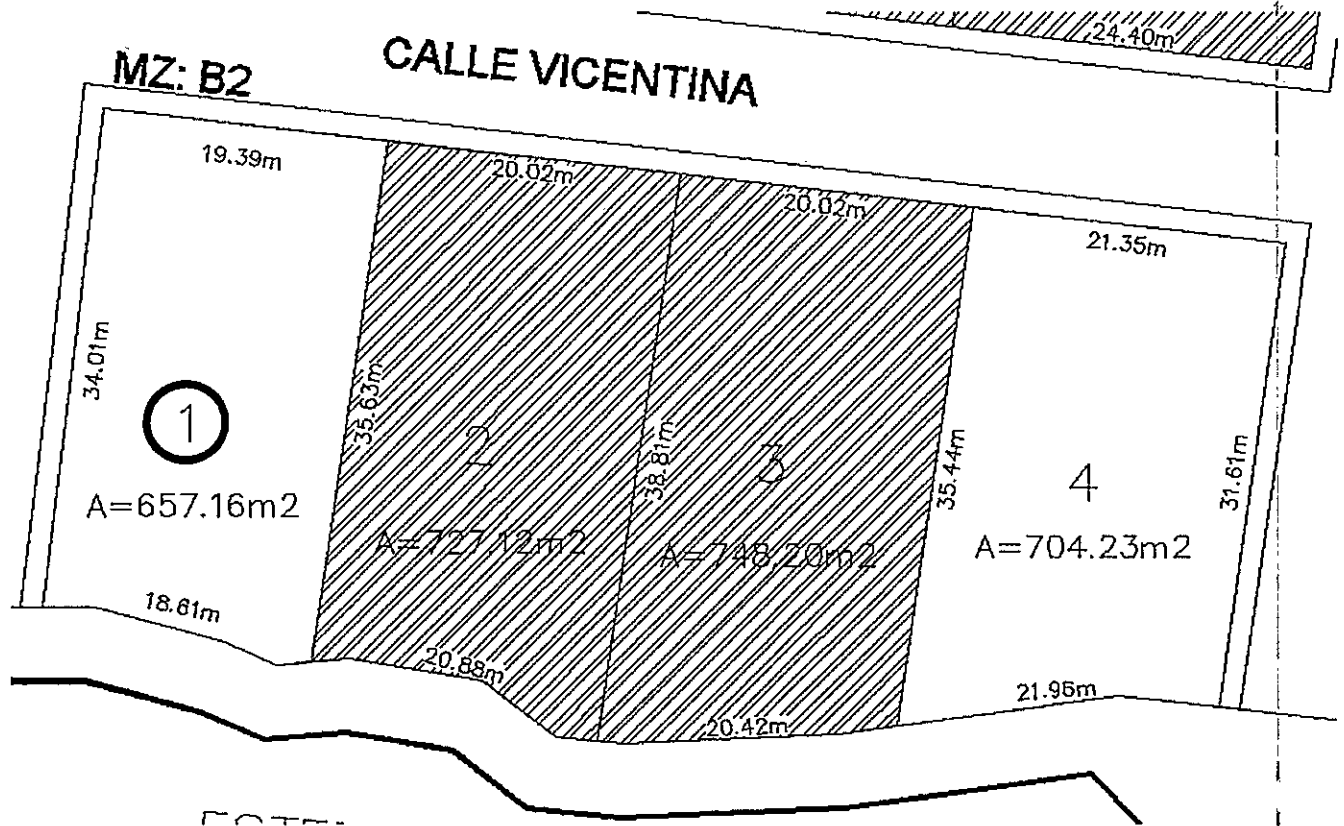 24.40m
CALLE VICENTINA
MZ: B2
19.39m
20.02m
20.02m
21.35m
34.01m
35.63m
38.81m
35.44m
31.61m
1
2
3
4
A=657.16m2
A=727.12m2
A=748.20m2
A=704.23m2
18.61m
20.88m
20.42m
21.95m